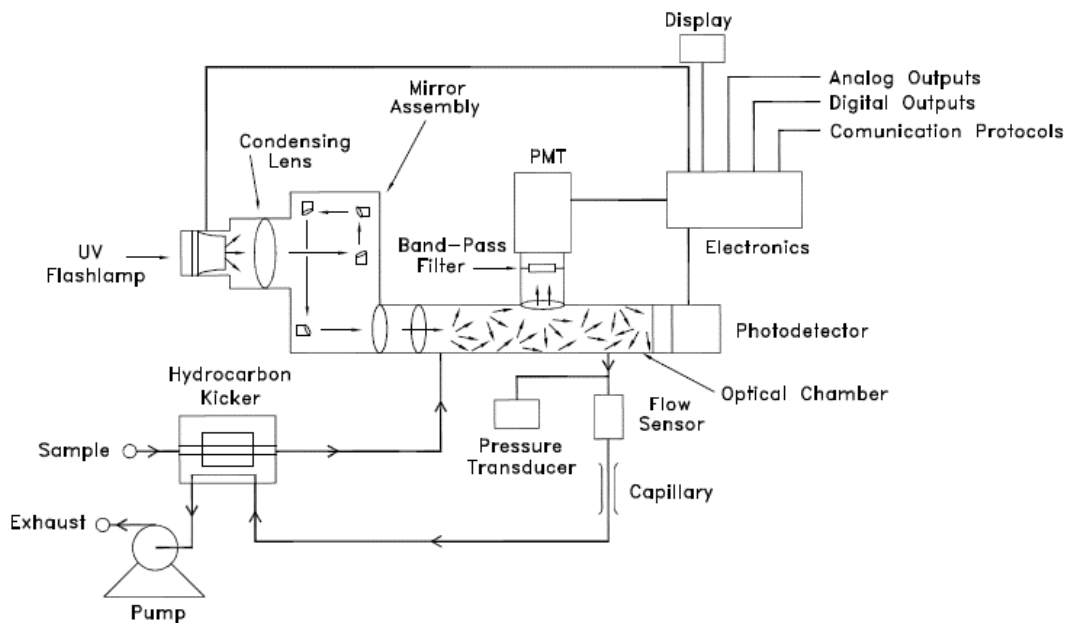 Display
Analog Outputs
Digital Outputs
Comunication Protocols
Mirror
Assembly
Condensing
Lens
PMT
UV
Flashlamp
Band-Pass
Filter
Electronics
Photodetector
Hydrocarbon
Kicker
Optical Chamber
Flow
Sensor
Sample
Pressure
Transducer
Capillary
Exhaust
Pump